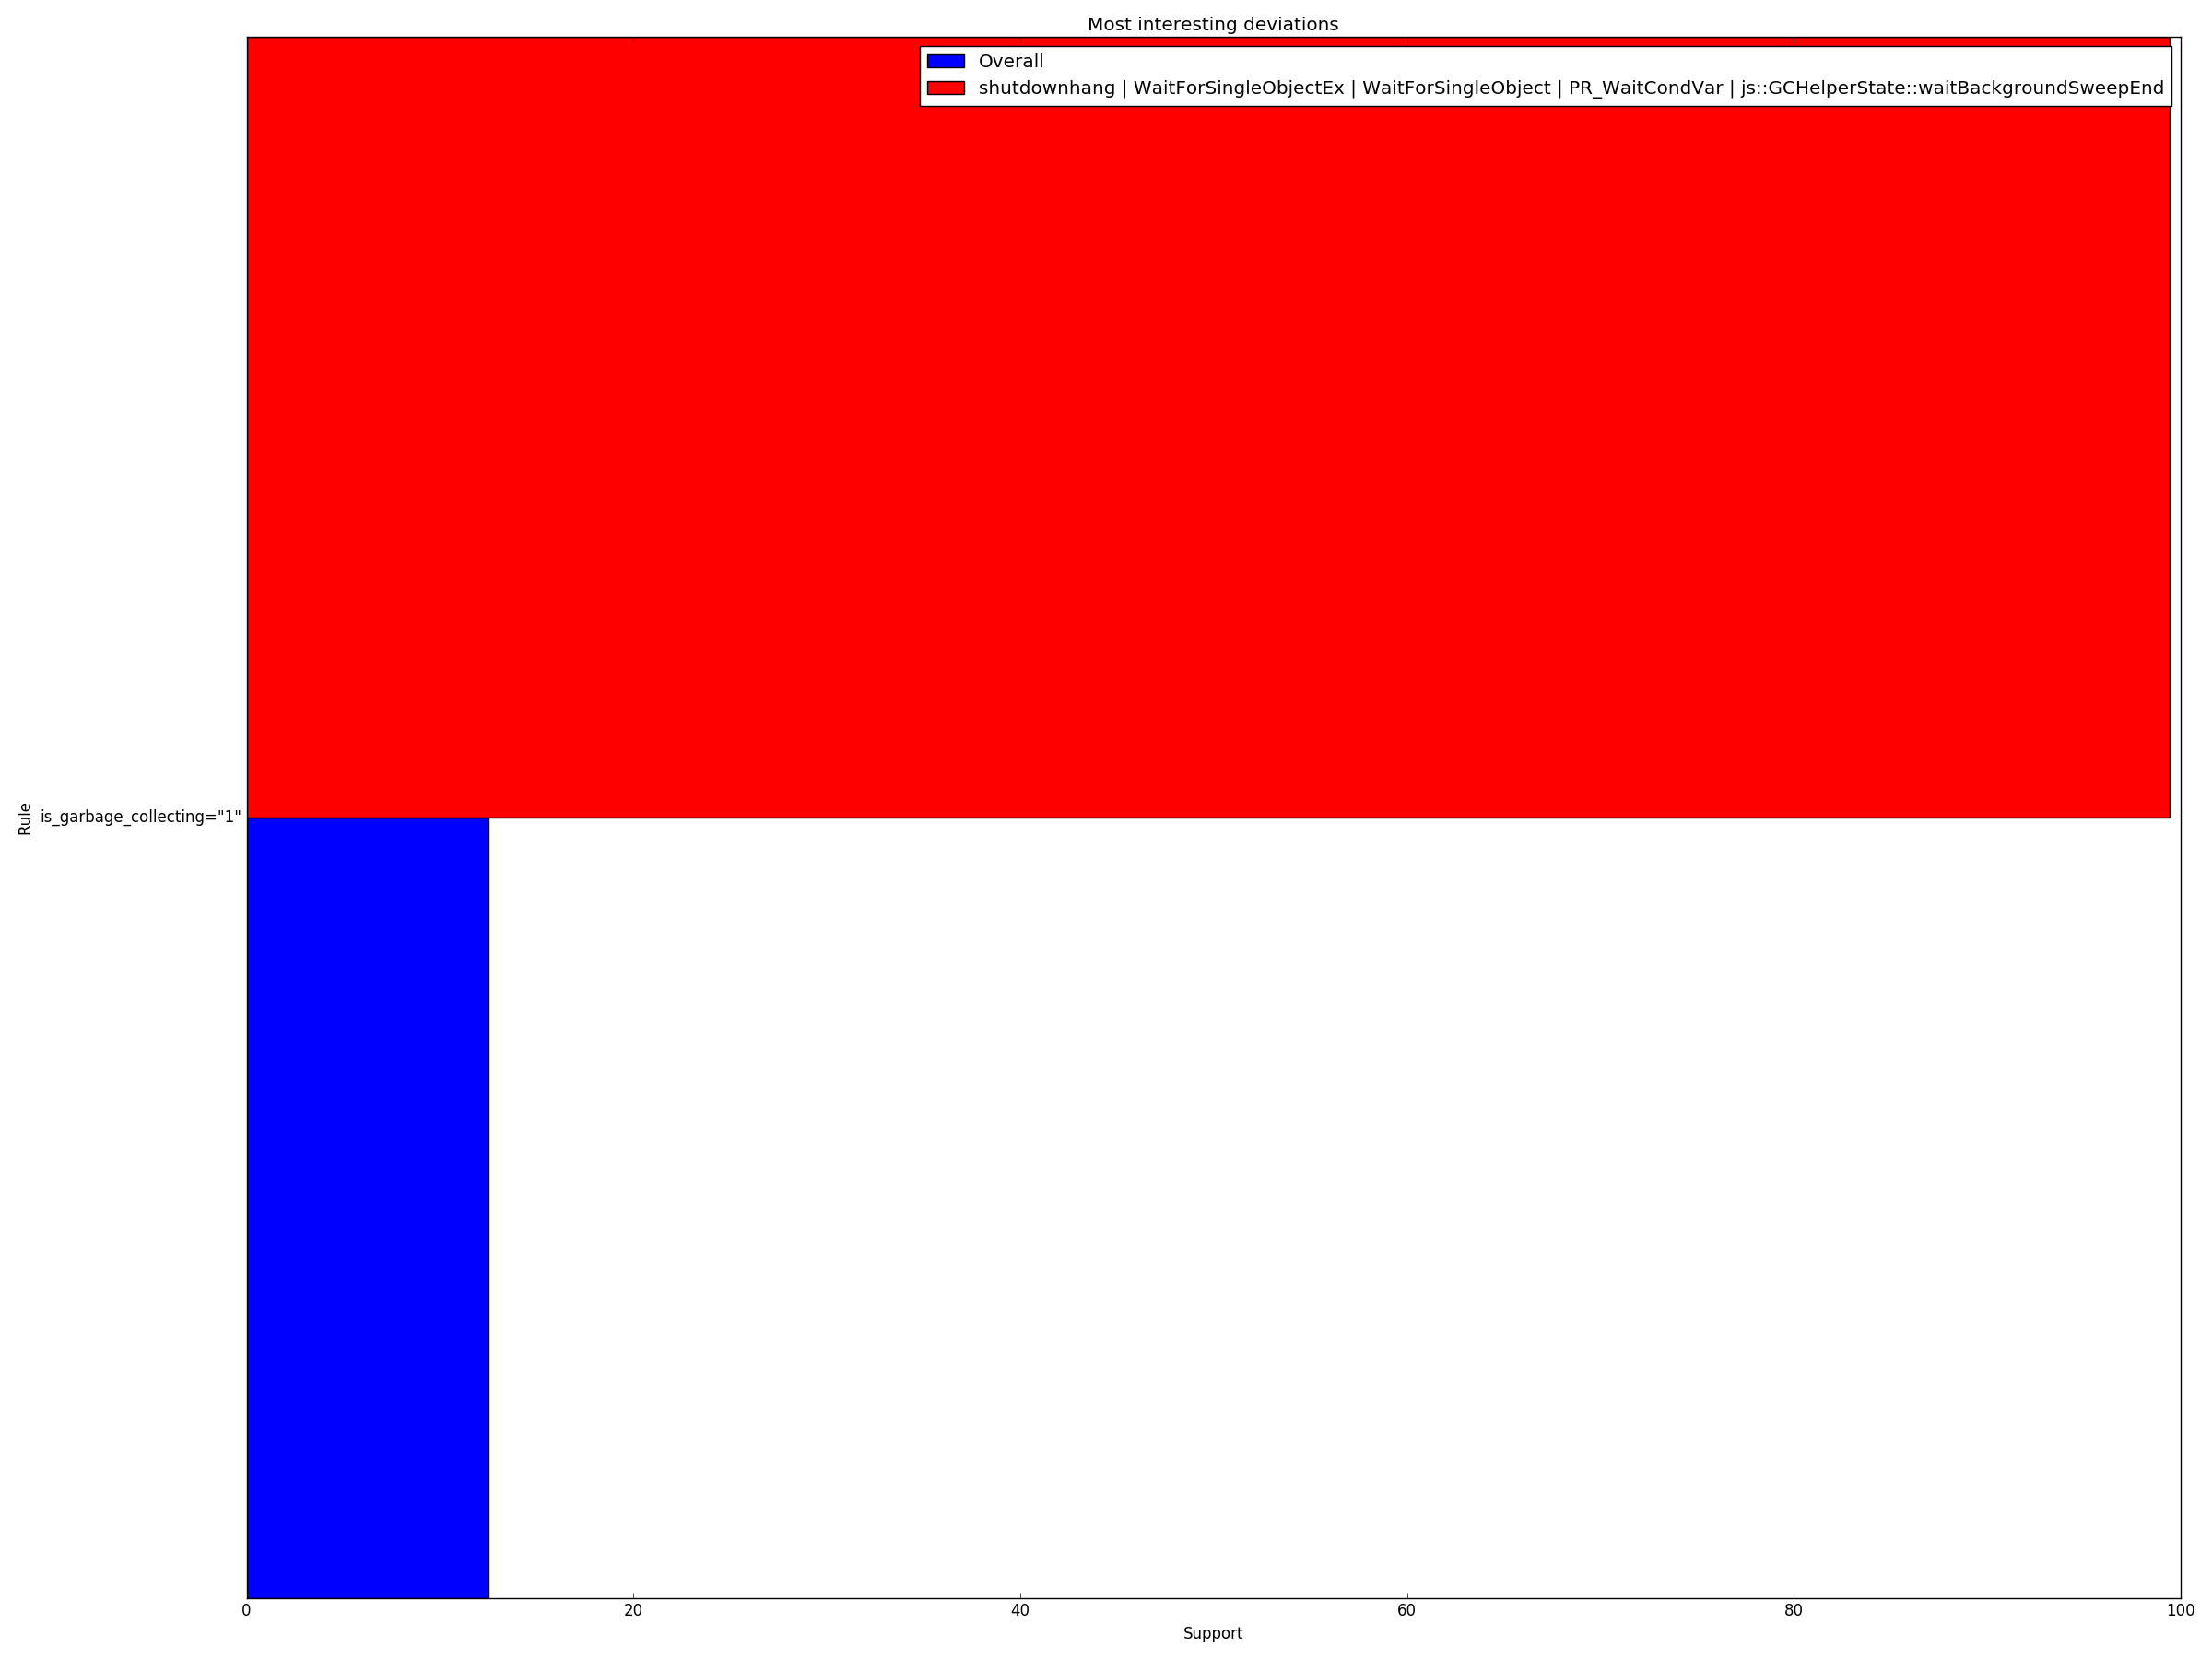 Most interesting deviations
Overall
shutdownhang | WaitForSingleObjectEx | WaitForSingleObject | PR_WaitCondVar | js::GCHelperState::waitBackgroundSweepEnd
Rule
is_garbage_collecting="1"
0 20 40 60 80 100
Support